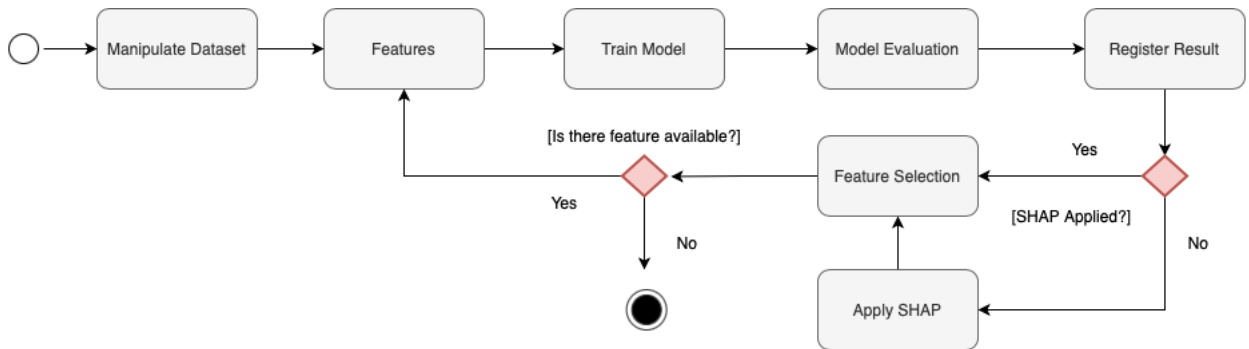 Manipulate Dataset
Features
Train Model
Model Evaluation
Register Result
[Is there feature available?]
Yes
Feature Selection
Yes
[SHAP Applied?]
No
No
Apply SHAP